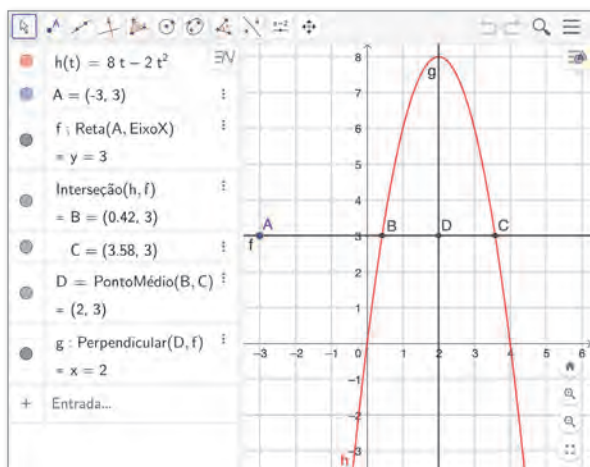 A
a=2
h(t) = 8 t − 2 t²
A = (-3, 3)
f : Reta(A, EixoX)
= y = 3
Interseção(h, f)
= B = (0.42, 3)
C = (3.58, 3)
D = PontoMédio(B, C)
= (2, 3)
g : Perpendicular(D, f)
= x = 2
+ Entrada...
8
g
7
6
5
4
A B D C
3
f
2
1
−3 −2 −1 0 1 2 3 4 5 6
−1
−2
−3
h